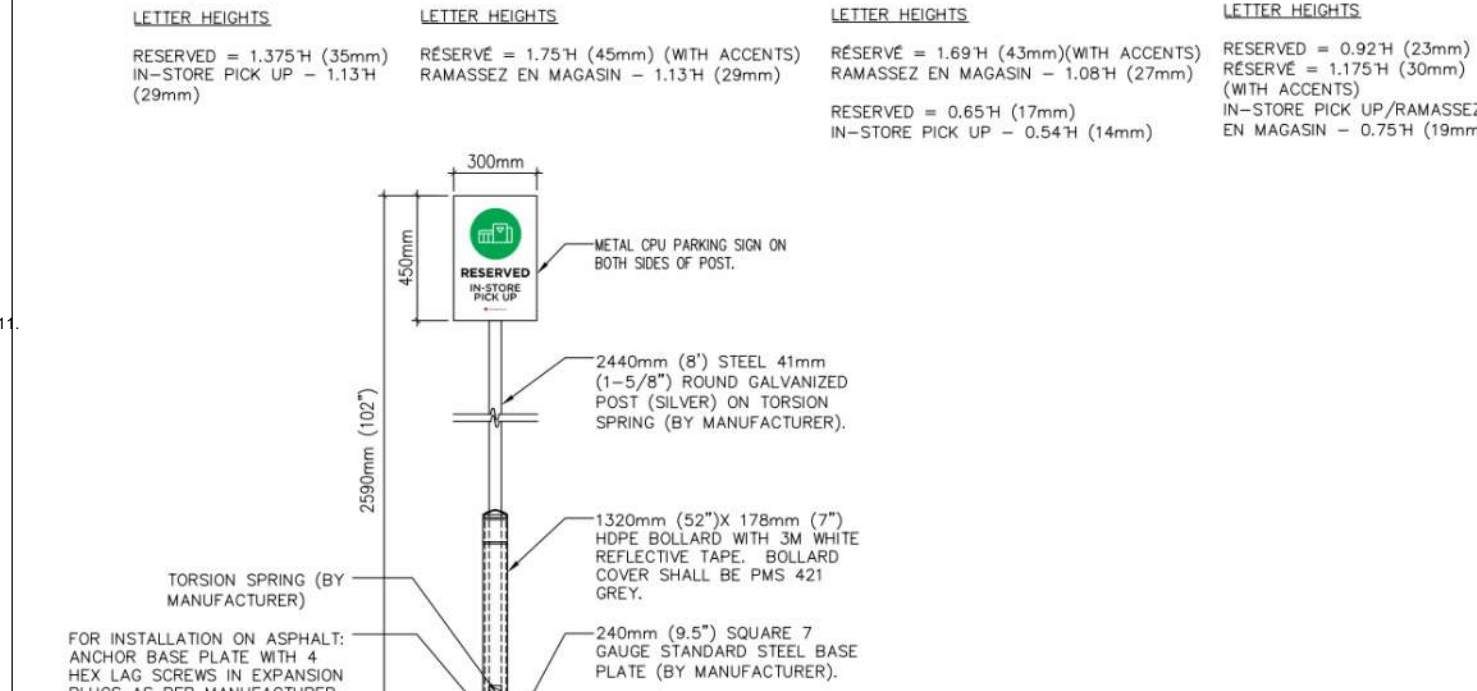 LETTER HEIGHTS
RESERVED = 1.375"H (35mm)
IN-STORE PICK UP - 1.13"H
(29mm)
LETTER HEIGHTS
RÉSERVÉ = 1.75"H (45mm) (WITH ACCENTS)
RAMASSEZ EN MAGASIN - 1.13"H (29mm)
LETTER HEIGHTS
RÉSERVÉ = 1.69"H (43mm)(WITH ACCENTS)
RAMASSEZ EN MAGASIN - 1.08"H (27mm)
RESERVED = 0.65"H (17mm)
IN-STORE PICK UP - 0.54"H (14mm)
LETTER HEIGHTS
RESERVED = 0.92"H (23mm)
RÉSERVÉ = 1.175"H (30mm)
(WITH ACCENTS)
IN-STORE PICK UP/RAMASSEZ
EN MAGASIN - 0.75"H (19mm
300mm
450mm
RESERVED
IN-STORE
PICK UP
METAL CPU PARKING SIGN ON
BOTH SIDES OF POST.
11.
2440mm (8') STEEL 41mm
(1-5/8") ROUND GALVANIZED
POST (SILVER) ON TORSION
SPRING (BY MANUFACTURER).
2590mm (102")
1320mm (52")X 178mm (7")
HDPE BOLLARD WITH 3M WHITE
REFLECTIVE TAPE. BOLLARD
COVER SHALL BE PMS 421
GREY.
TORSION SPRING (BY
MANUFACTURER)
240mm (9.5") SQUARE 7
GAUGE STANDARD STEEL BASE
PLATE (BY MANUFACTURER).
FOR INSTALLATION ON ASPHALT:
ANCHOR BASE PLATE WITH 4
HEX LAG SCREWS IN EXPANSION
PLUGS AS PER MANUFACTURER